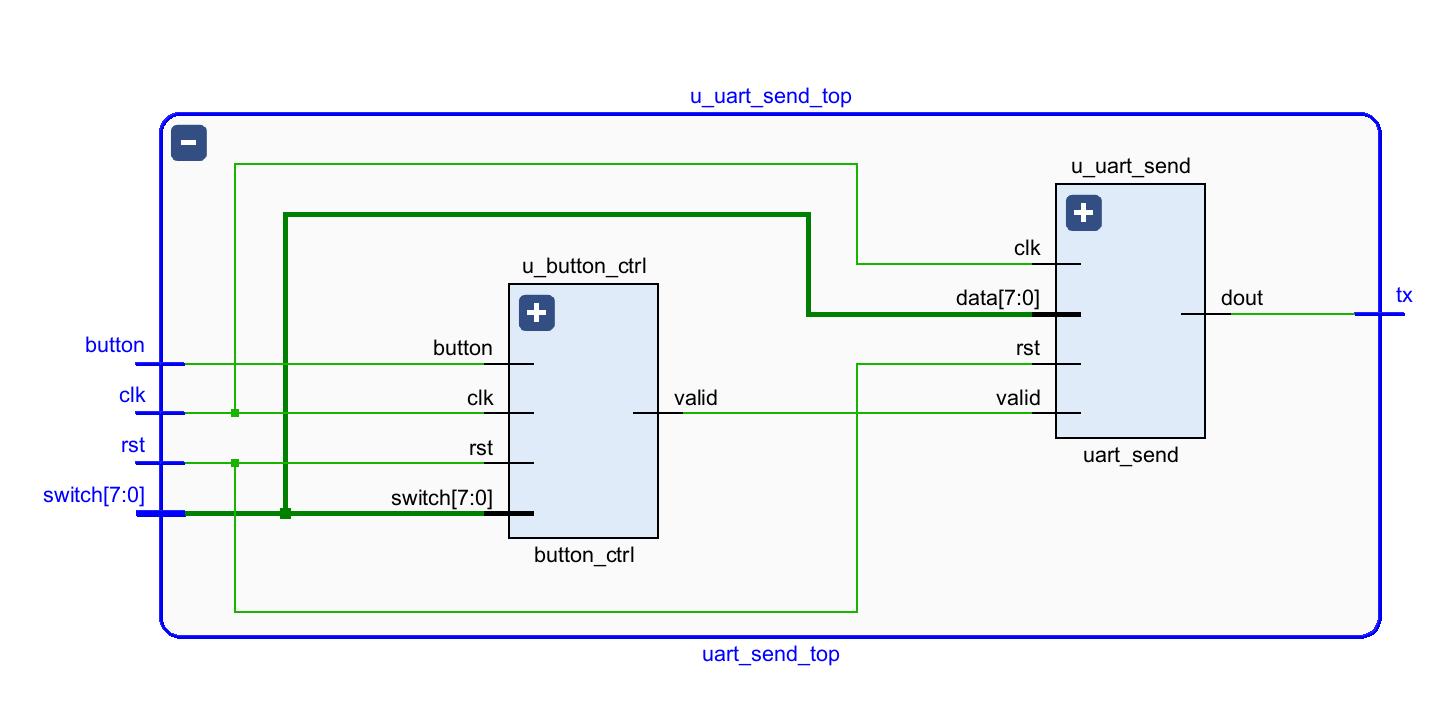 u_uart_send_top
u_uart_send
clk
u_button_ctrl
data[7:0]
dout
tx
button
button
rst
clk
clk
valid
valid
rst
rst
uart_send
switch[7:0]
switch[7:0]
button_ctrl
uart_send_top